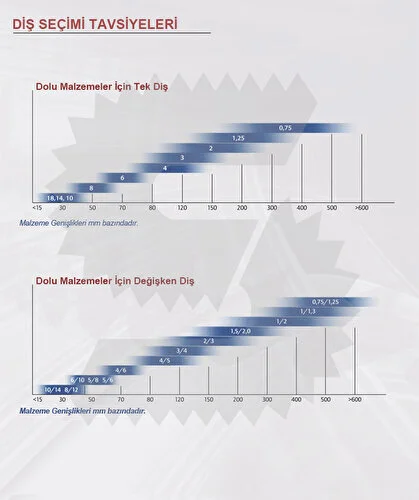 DİŞ SEÇİMİ TAVSİYELERİ
Dolu Malzemeler İçin Tek Diş
0,75
1,25
2
3
4
6
8
18,14, 10
<15 30 50 70 80 120 150 200 300 400 500 >600
Malzeme Genişlikleri mm bazındadır.
Dolu Malzemeler İçin Değişken Diş
0,75/1,25
1/1,3
1/2
1,5/2,0
2/3
3/4
4/5
4/6
6/10 5/8 5/6
10/14 8/12
<15 30 50 70 80 120 150 200 300 400 500 >600
Malzeme Genişlikleri mm bazındadır.